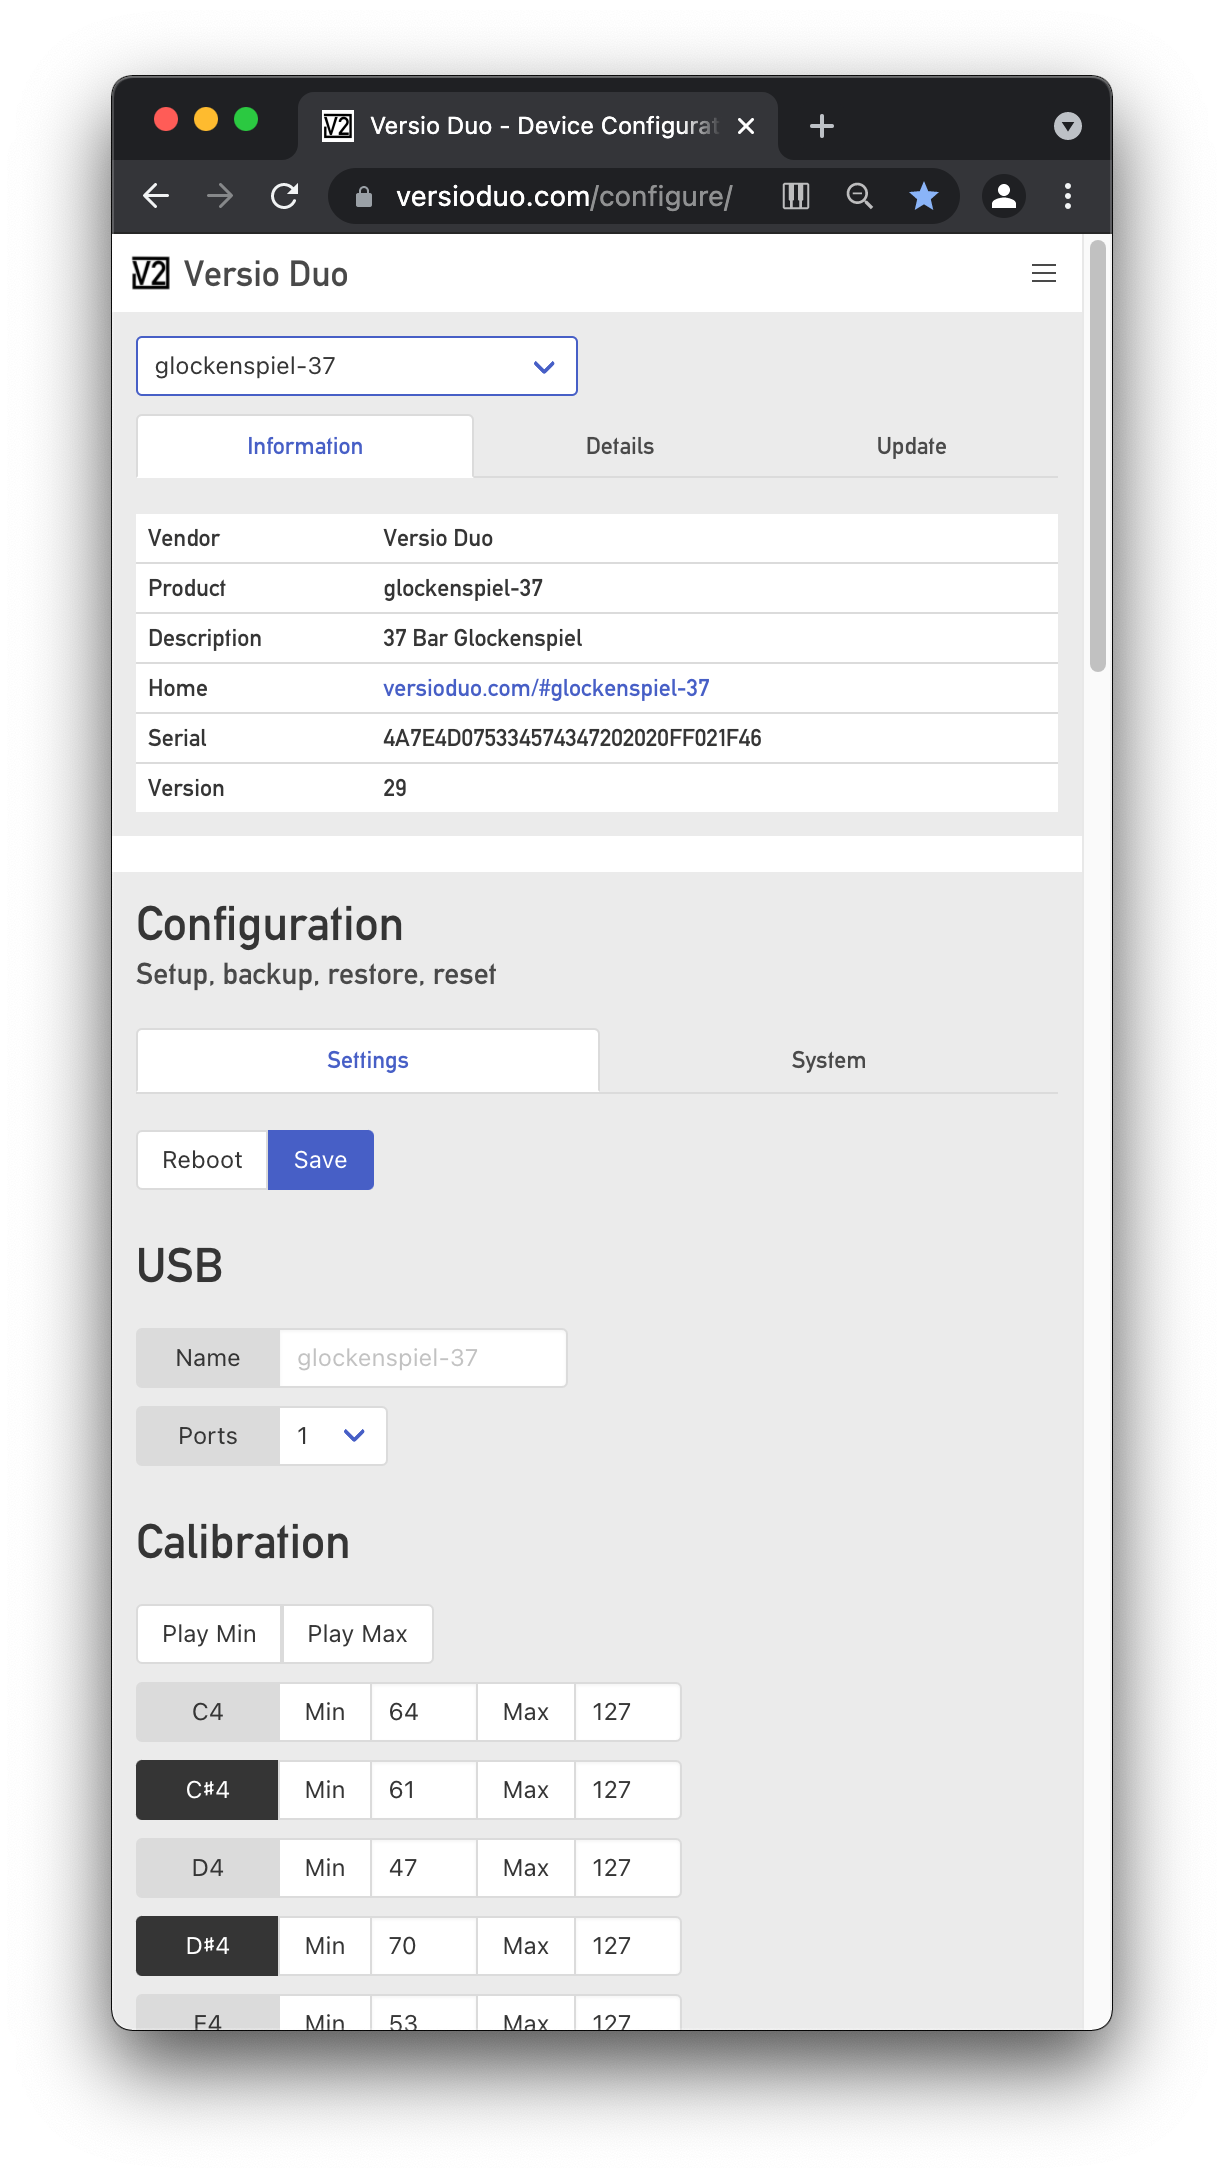 V2 Versio Duo - Device Configurat
versioduo.com/configure/
V2 Versio Duo
glockenspiel-37
Information Details Update
Vendor Versio Duo
Product glockenspiel-37
Description 37 Bar Glockenspiel
Home versioduo.com/#glockenspiel-37
Serial 4A7E4D075334574347202020FF021F46
Version 29
Configuration
Setup, backup, restore, reset
Settings System
Reboot Save
USB
Name glockenspiel-37
Ports 1
Calibration
Play Min Play Max
C4 Min 64 Max 127
C♯4 Min 61 Max 127
D4 Min 47 Max 127
D♯4 Min 70 Max 127
E4 Min 53 Max 127